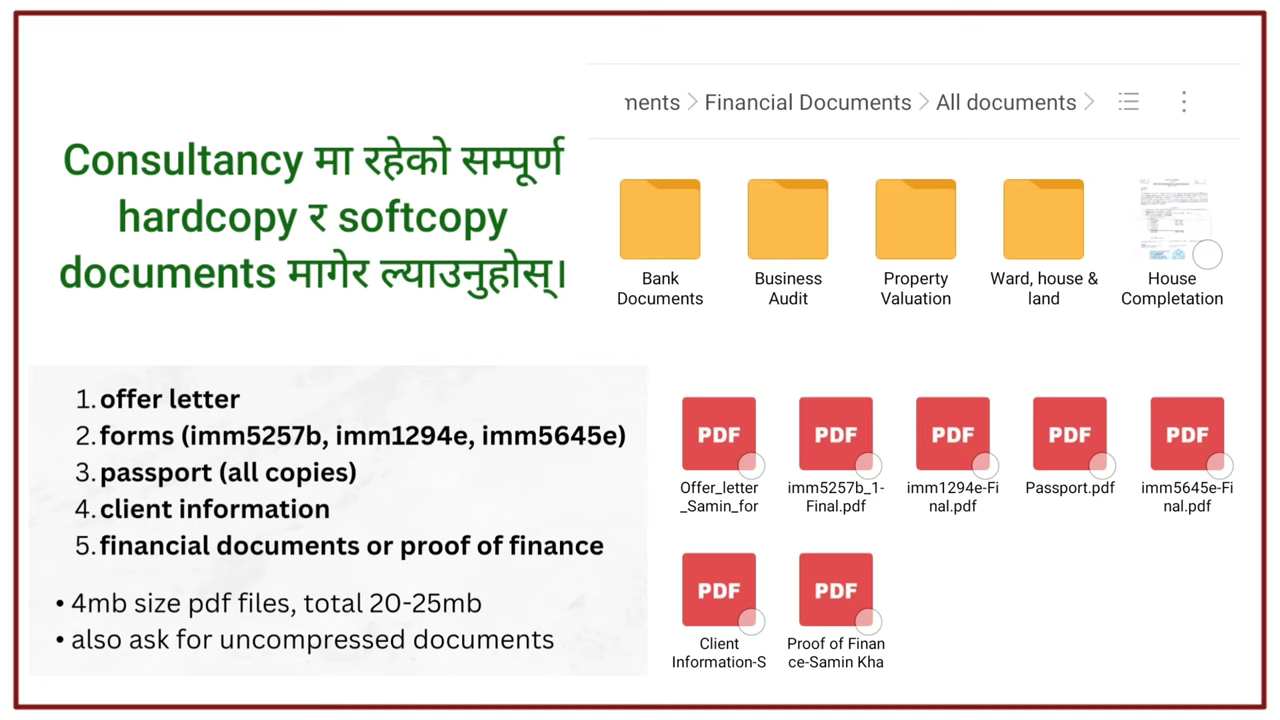 Consultancy मा रहेको सम्पूर्ण
hardcopy र softcopy
documents मागेर ल्याउनुहोस्।
1. offer letter
2. forms (imm5257b, imm1294e, imm5645e)
3. passport (all copies)
4. client information
5. financial documents or proof of finance
• 4mb size pdf files, total 20-25mb
• also ask for uncompressed documents
ments > Financial Documents > All documents >
Bank
Documents
Business
Audit
Property
Valuation
Ward, house &
land
House
Completation
PDF
Offer_letter
_Samin_for
PDF
imm5257b_1-
Final.pdf
PDF
imm1294e-Fi
nal.pdf
PDF
Passport.pdf
PDF
imm5645e-Fi
nal.pdf
PDF
Client
Information-S
PDF
Proof of Finan
ce-Samin Kha